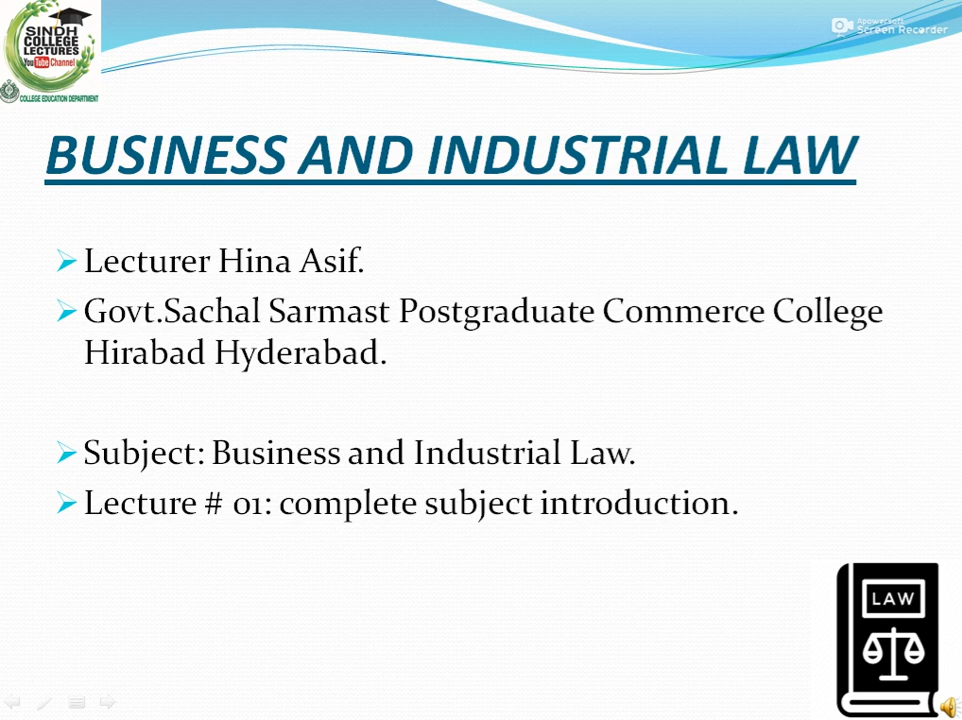 SINDH
COLLEGE
LECTURES
YouTube Channel
COLLEGE EDUCATION DEPARTMENT
Apowersoft
Screen Recorder
BUSINESS AND INDUSTRIAL LAW
Lecturer Hina Asif.
Govt.Sachal Sarmast Postgraduate Commerce College
Hirabad Hyderabad.
Subject: Business and Industrial Law.
Lecture # 01: complete subject introduction.
LAW